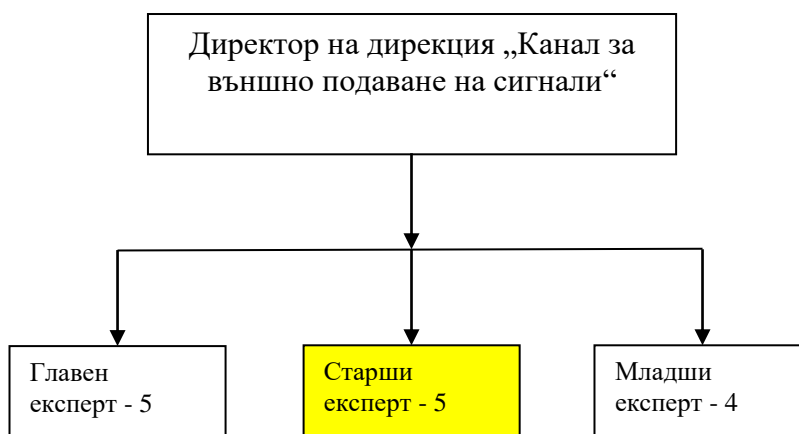 Директор на дирекция „Канал за
външно подаване на сигнали“
Главен
експерт - 5
Старши
експерт - 5
Младши
експерт - 4